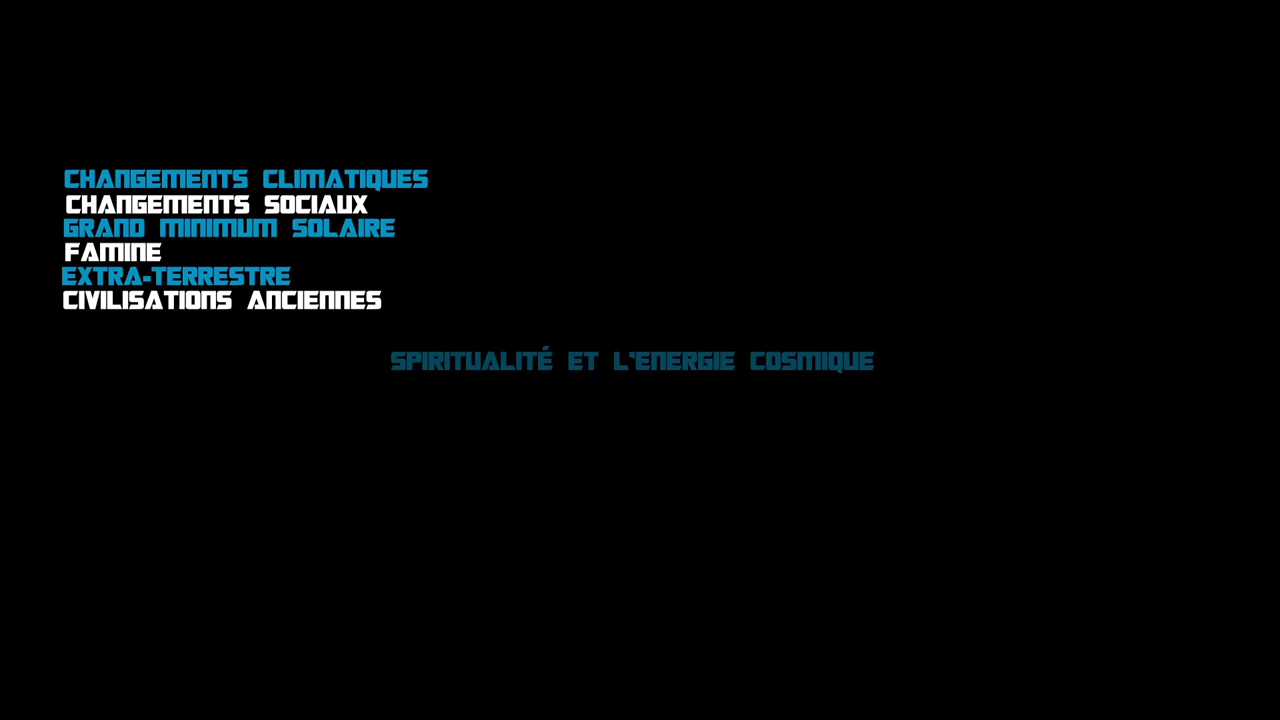 CHANGEMENTS CLIMATIQUES
CHANGEMENTS SOCIAUX
GRAND MINIMUM SOLAIRE
FAMINE
EXTRA-TERRESTRE
CIVILISATIONS ANCIENNES
SPIRITUALITÉ ET L'ENERGIE COSMIQUE